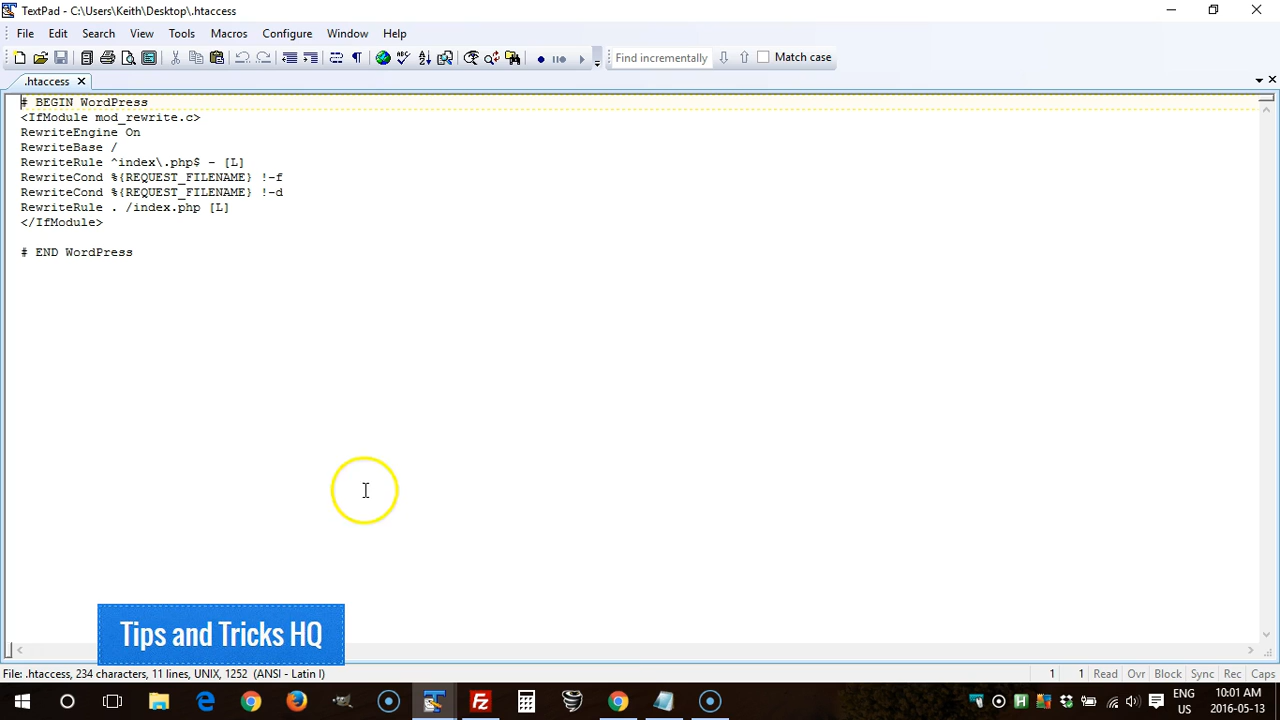 TextPad - C:\Users\Keith\Desktop\.htaccess
File Edit Search View Tools Macros Configure Window Help
Find incrementally Match case
.htaccess
# BEGIN WordPress
<IfModule mod_rewrite.c>
RewriteEngine On
RewriteBase /
RewriteRule ^index\.php$ - [L]
RewriteCond %{REQUEST_FILENAME} !-f
RewriteCond %{REQUEST_FILENAME} !-d
RewriteRule . /index.php [L]
</IfModule>
# END WordPress
Tips and Tricks HQ
File: .htaccess, 234 characters, 11 lines, UNIX, 1252 (ANSI - Latin I) 1 1 Read Ovr Block Sync Rec Caps
ENG 10:01 AM
US 2016-05-13